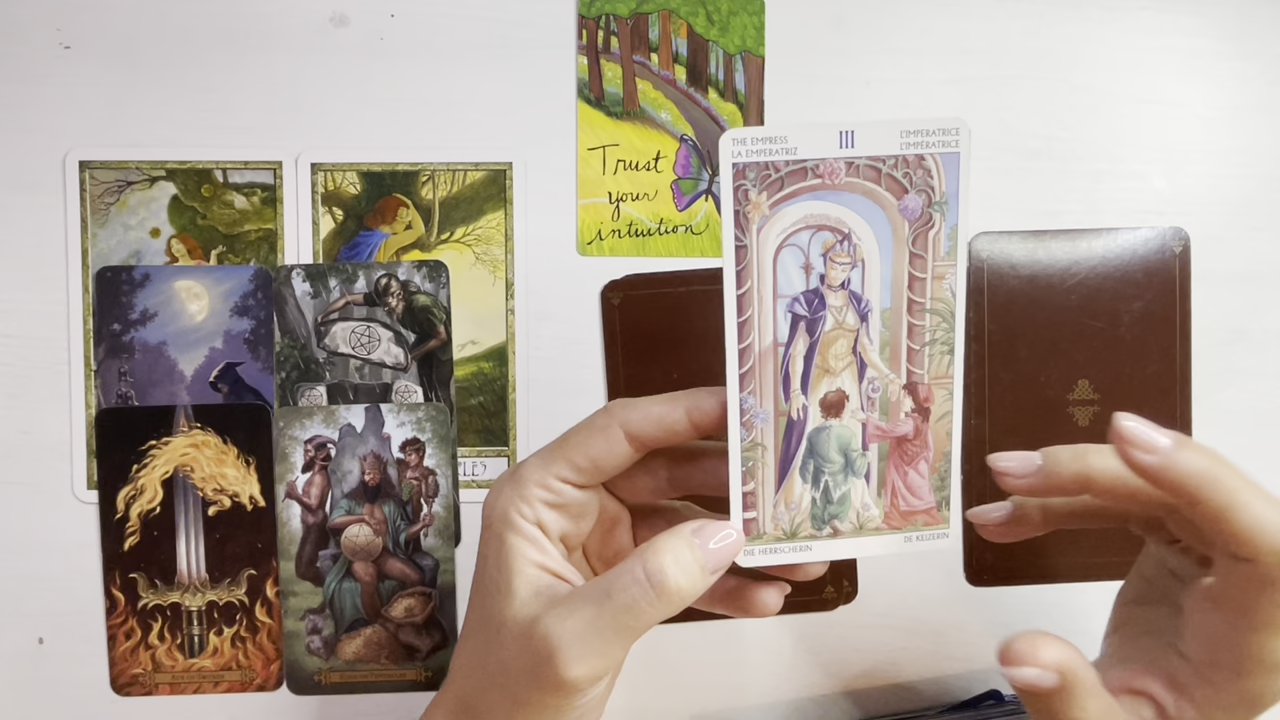 Trust
your
intuition
THE EMPRESS
LA EMPERATRIZ
III
L'IMPERATRICE
L'IMPÉRATRICE
DIE HERRSCHERIN
DE KEIZERIN